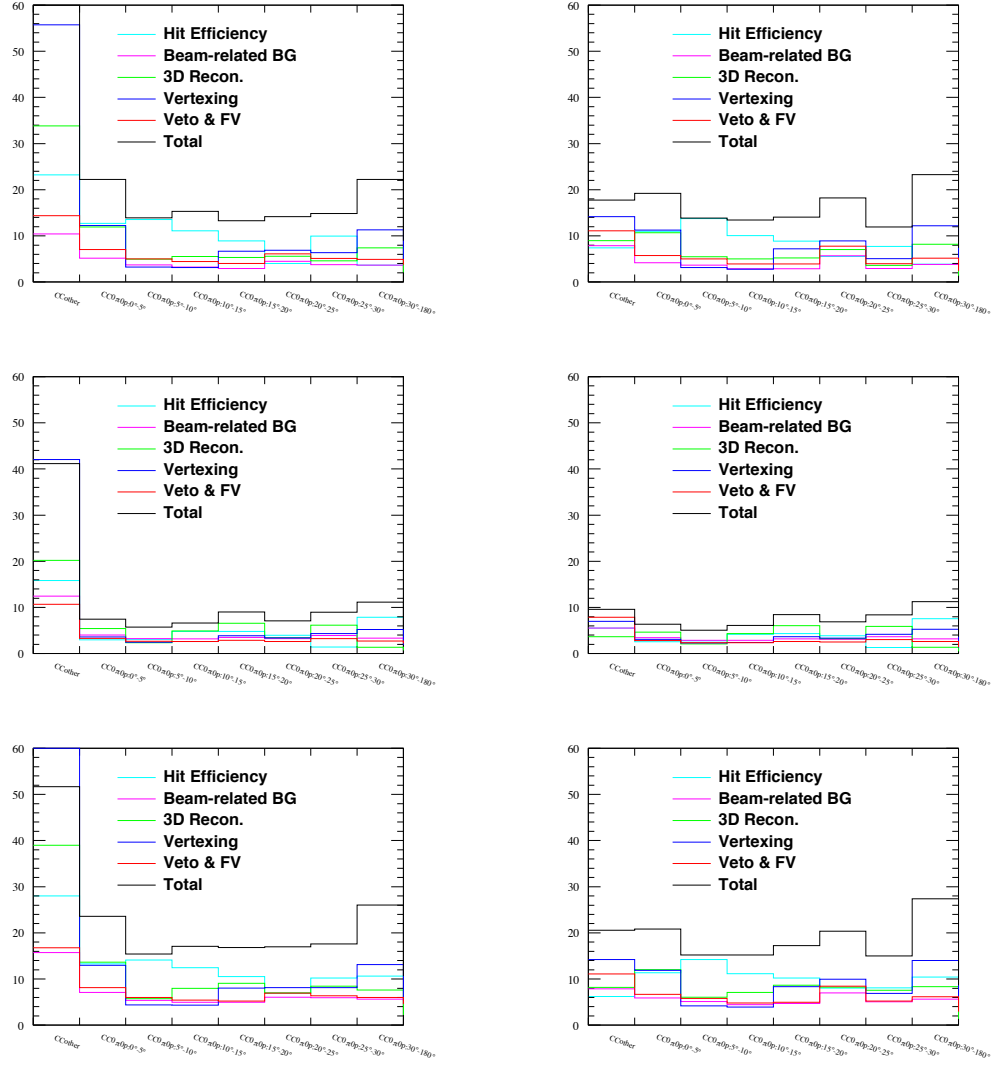 60
50
40
30
20
10
0
Hit Efficiency
Beam-related BG
3D Recon.
Vertexing
Veto & FV
Total
CCother
CC0π0p:0°-5°
CC0π0p:5°-10°
CC0π0p:10°-15°
CC0π0p:15°-20°
CC0π0p:20°-25°
CC0π0p:25°-30°
CC0π0p:30°-180°
60
50
40
30
20
10
0
Hit Efficiency
Beam-related BG
3D Recon.
Vertexing
Veto & FV
Total
CCother
CC0π0p:0°-5°
CC0π0p:5°-10°
CC0π0p:10°-15°
CC0π0p:15°-20°
CC0π0p:20°-25°
CC0π0p:25°-30°
CC0π0p:30°-180°
60
50
40
30
20
10
0
Hit Efficiency
Beam-related BG
3D Recon.
Vertexing
Veto & FV
Total
CCother
CC0π0p:0°-5°
CC0π0p:5°-10°
CC0π0p:10°-15°
CC0π0p:15°-20°
CC0π0p:20°-25°
CC0π0p:25°-30°
CC0π0p:30°-180°
60
50
40
30
20
10
0
Hit Efficiency
Beam-related BG
3D Recon.
Vertexing
Veto & FV
Total
CCother
CC0π0p:0°-5°
CC0π0p:5°-10°
CC0π0p:10°-15°
CC0π0p:15°-20°
CC0π0p:20°-25°
CC0π0p:25°-30°
CC0π0p:30°-180°
60
50
40
30
20
10
0
Hit Efficiency
Beam-related BG
3D Recon.
Vertexing
Veto & FV
Total
CCother
CC0π0p:0°-5°
CC0π0p:5°-10°
CC0π0p:10°-15°
CC0π0p:15°-20°
CC0π0p:20°-25°
CC0π0p:25°-30°
CC0π0p:30°-180°
60
50
40
30
20
10
0
Hit Efficiency
Beam-related BG
3D Recon.
Vertexing
Veto & FV
Total
CCother
CC0π0p:0°-5°
CC0π0p:5°-10°
CC0π0p:10°-15°
CC0π0p:15°-20°
CC0π0p:20°-25°
CC0π0p:25°-30°
CC0π0p:30°-180°